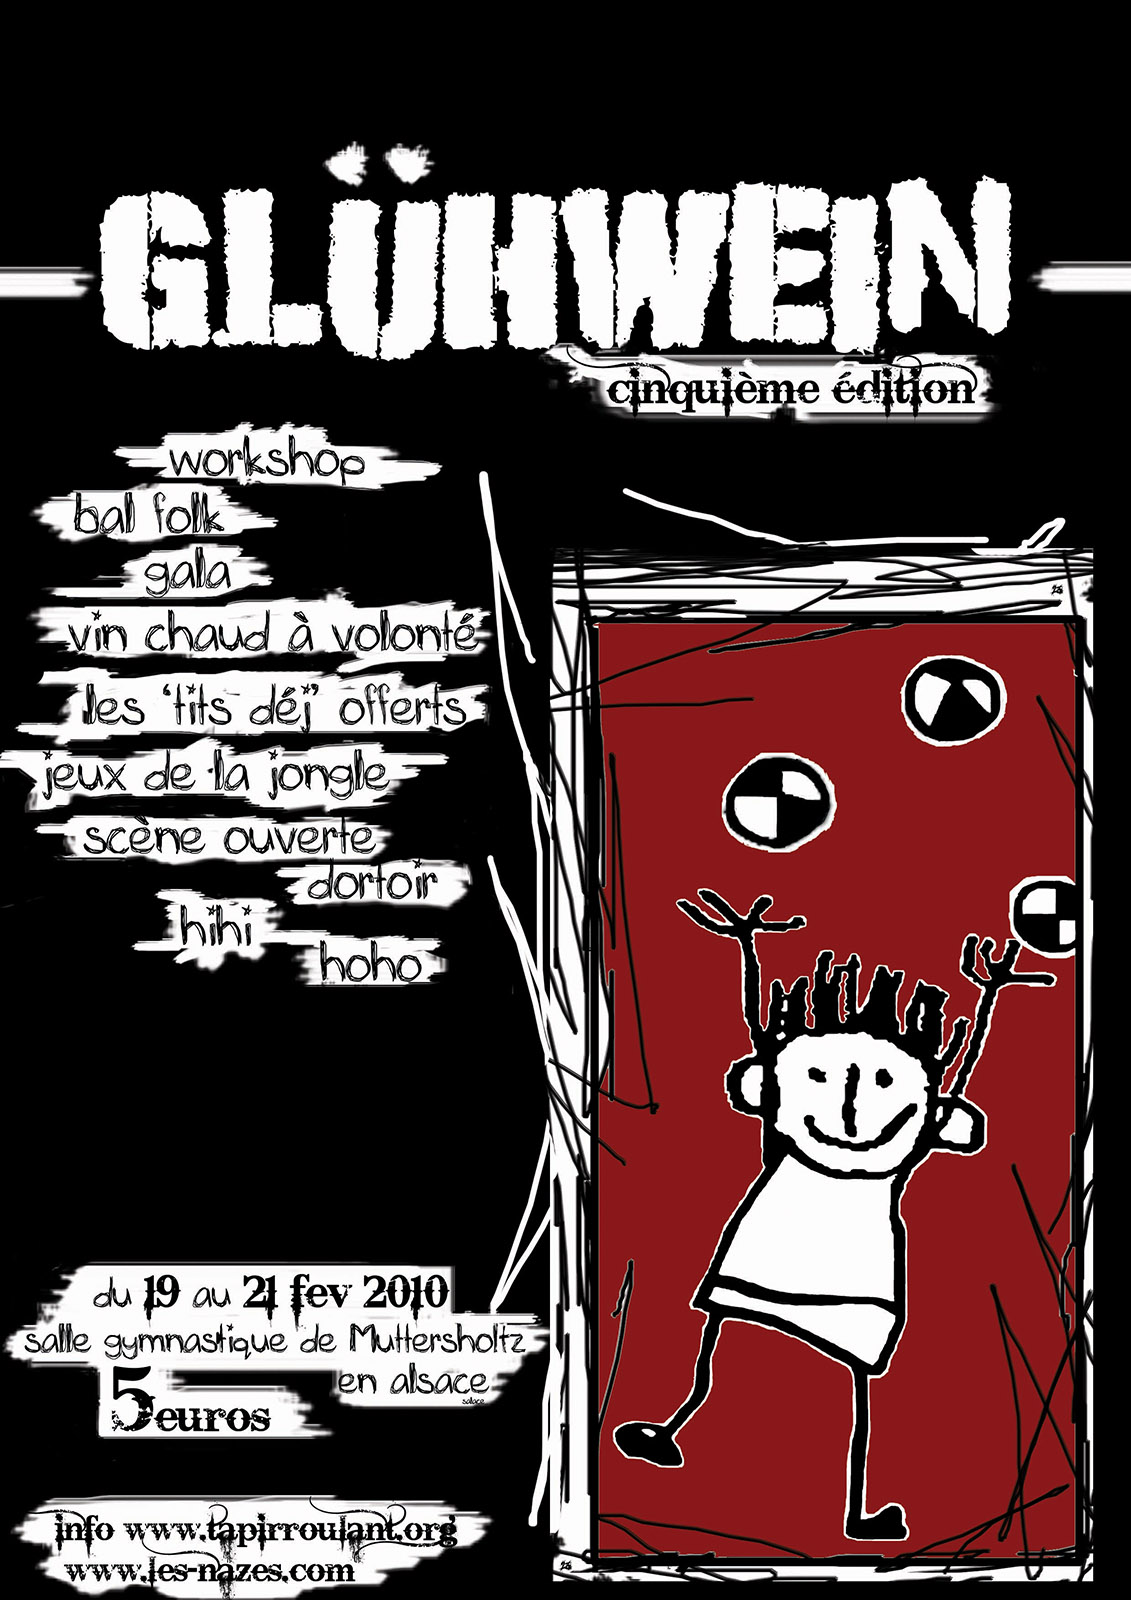 GLÜHWEIN
cinquième édition
workshop
bal folk
gala
vin chaud à volonté
les 'tits déj' offerts
jeux de la jongle
scène ouverte
dortoir
hihi
hoho
du 19 au 21 fev 2010
salle gymnastique de Muttersholtz
en alsace
5 euros
info www.tapirroulant.org
www.les-nazes.com